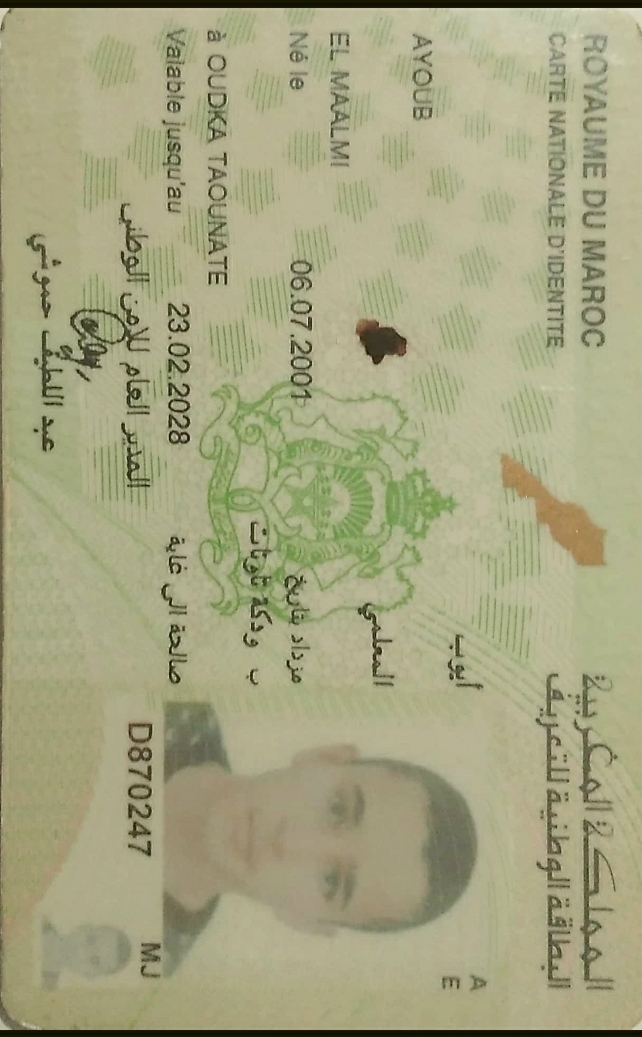 ROYAUME DU MAROC
المملكة المغربية
CARTE NATIONALE D'IDENTITE
البطاقة الوطنية للتعريف
أيوب
AYOUB
المعلمي
EL MAALMI
مزداد بتاريخ
Né le 06.07.2001
ب ودكة تاونات
à OUDKA TAOUNATE
Valable jusqu'au 23.02.2028 صالحة الى غاية
المدير العام للأمن الوطني
عبد اللطيف حموشي
A
E
D870247
MJ